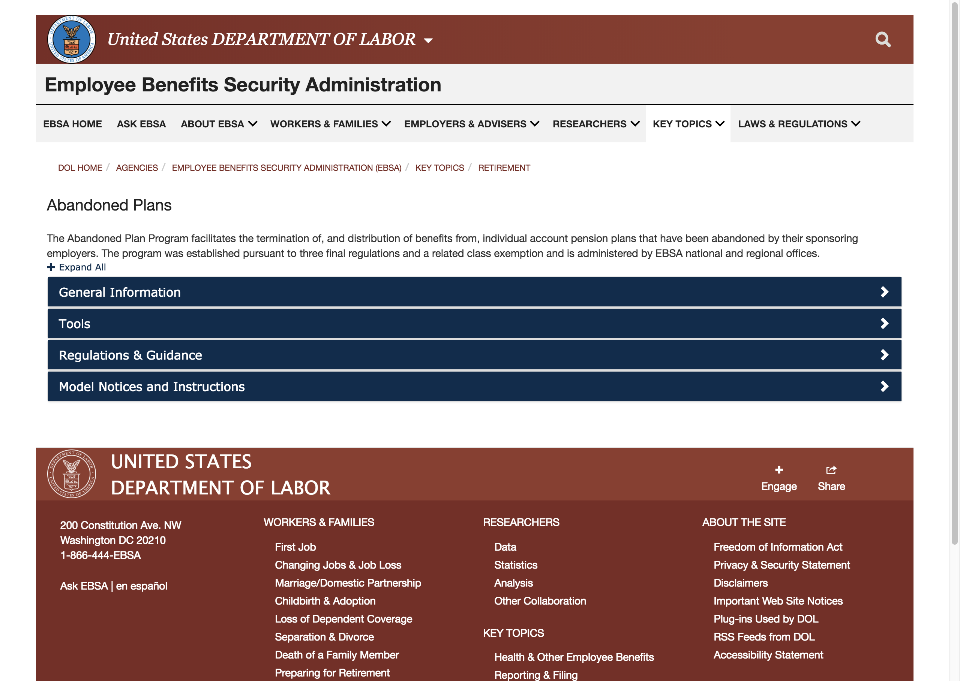 United States DEPARTMENT OF LABOR
Employee Benefits Security Administration
EBSA HOME ASK EBSA ABOUT EBSA WORKERS & FAMILIES EMPLOYERS & ADVISERS RESEARCHERS KEY TOPICS LAWS & REGULATIONS
DOL HOME / AGENCIES / EMPLOYEE BENEFITS SECURITY ADMINISTRATION (EBSA) / KEY TOPICS / RETIREMENT
Abandoned Plans
The Abandoned Plan Program facilitates the termination of, and distribution of benefits from, individual account pension plans that have been abandoned by their sponsoring
employers. The program was established pursuant to three final regulations and a related class exemption and is administered by EBSA national and regional offices.
+ Expand All
General Information
Tools
Regulations & Guidance
Model Notices and Instructions
UNITED STATES
DEPARTMENT OF LABOR
Engage Share
200 Constitution Ave. NW
Washington DC 20210
1-866-444-EBSA
Ask EBSA | en español
WORKERS & FAMILIES
First Job
Changing Jobs & Job Loss
Marriage/Domestic Partnership
Childbirth & Adoption
Loss of Dependent Coverage
Separation & Divorce
Death of a Family Member
Preparing for Retirement
RESEARCHERS
Data
Statistics
Analysis
Other Collaboration
KEY TOPICS
Health & Other Employee Benefits
Reporting & Filing
ABOUT THE SITE
Freedom of Information Act
Privacy & Security Statement
Disclaimers
Important Web Site Notices
Plug-ins Used by DOL
RSS Feeds from DOL
Accessibility Statement